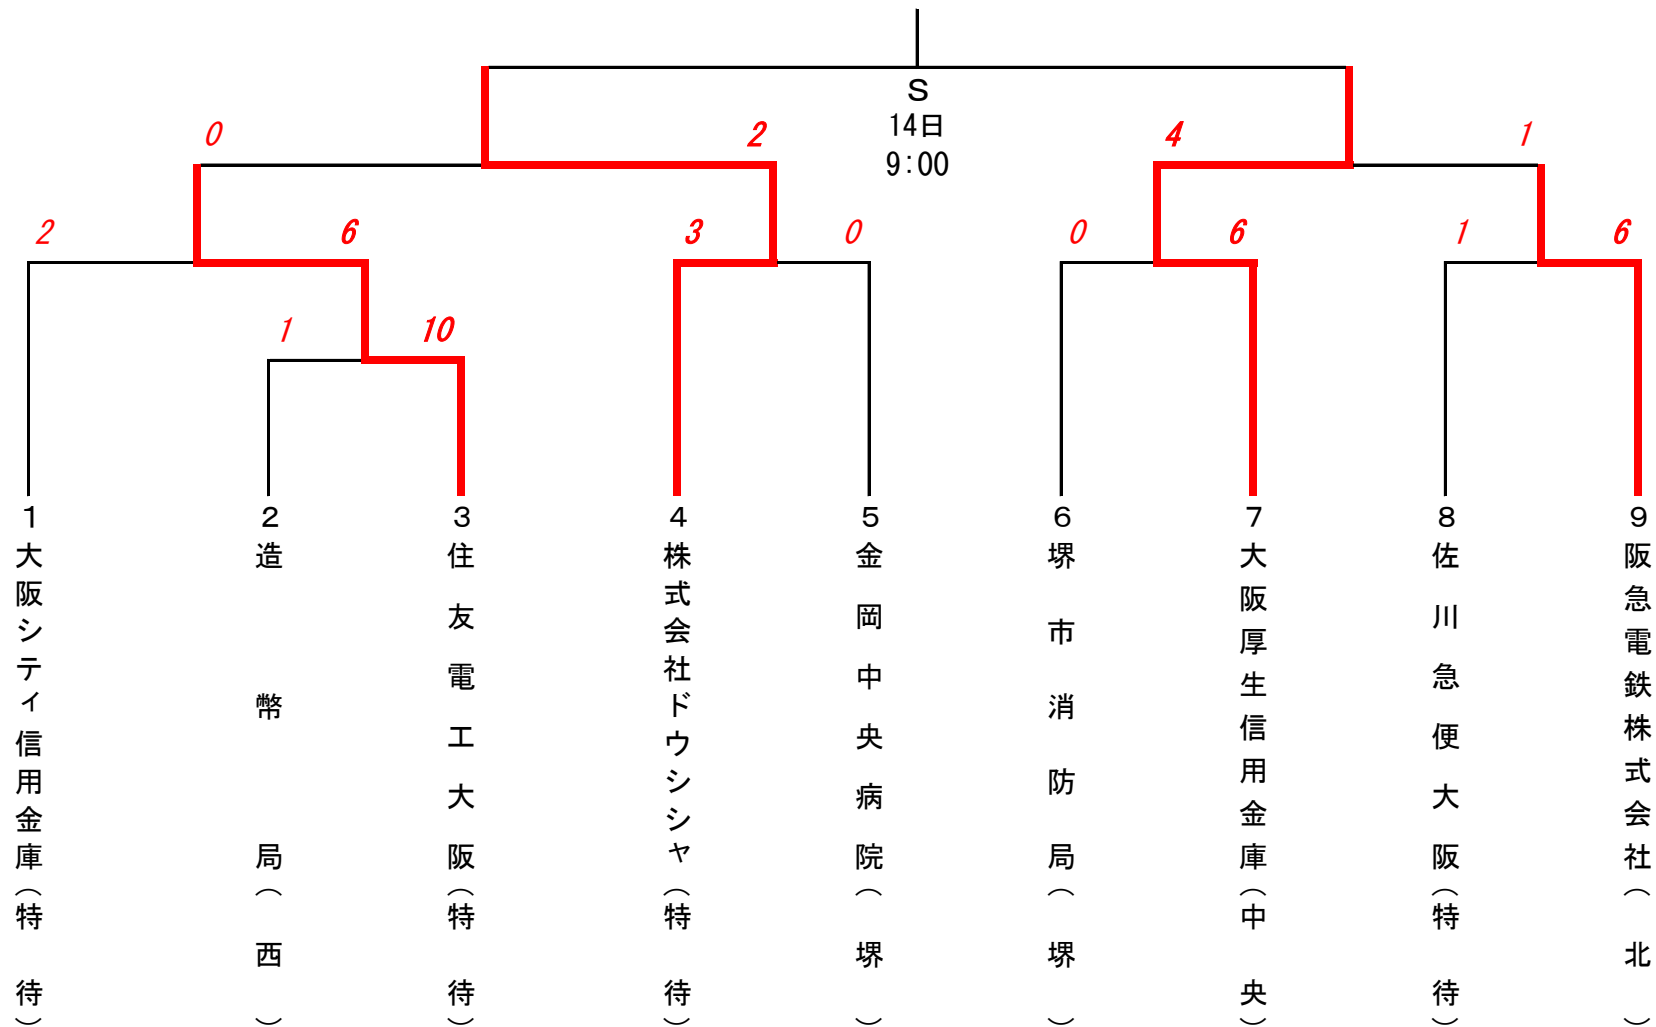 S
14日
9:00
0
2
4
1
2
6
3
0
0
6
1
6
1
10
1
大阪シティ信用金庫(特待)
2
造幣局(西)
3
住友電工大阪(特待)
4
株式会社ドウシシャ(特待)
5
金岡中央病院(堺)
6
堺市消防局(堺)
7
大阪厚生信用金庫(中央)
8
佐川急便大阪(特待)
9
阪急電鉄株式会社(北)